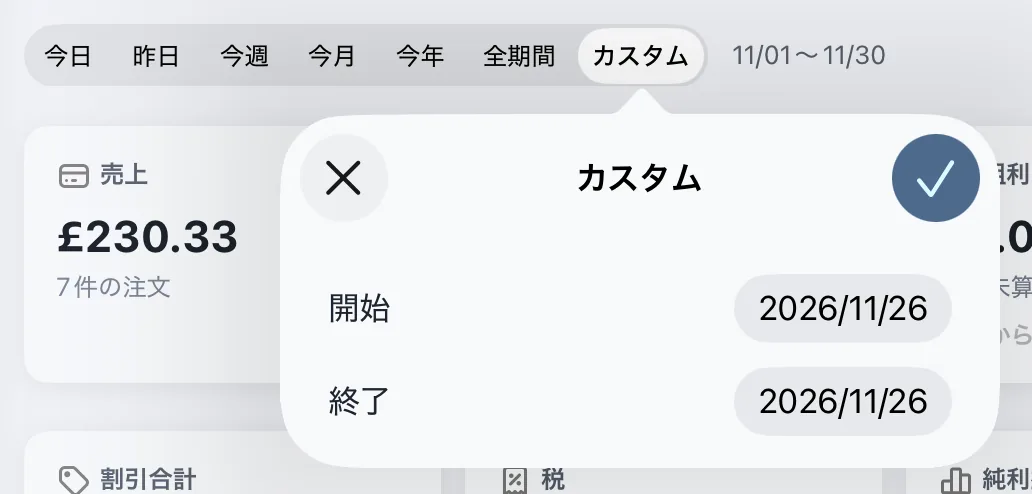 今日 昨日 今週 今月 今年 全期間 カスタム 11/01〜11/30
売上
£230.33
7件の注文
カスタム
開始 2026/11/26
終了 2026/11/26
割引合計
税
純利